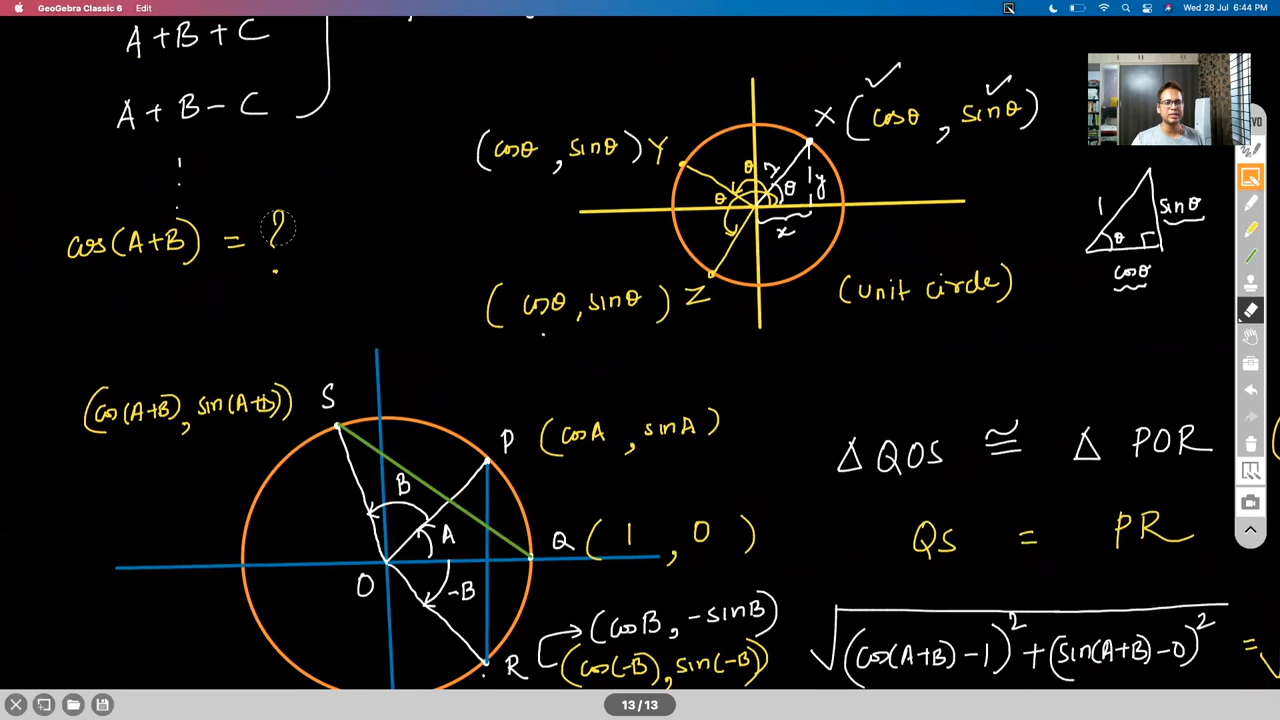 GeoGebra Classic 6 Edit Wed 28 Jul 6:44 PM
A+B+C
A+B-C
X (cosθ, sinθ)
(cosθ, sinθ) Y
θ
θ
θ
y
x
1
sinθ
θ
cosθ
cos(A+B) = ?
(cosθ, sinθ) Z
(unit circle)
(cos(A+B), sin(A+B)) S
P (cosA, sinA)
B
A
Q (1, 0)
O
-B
R
(cosB, -sinB)
(cos(-B), sin(-B))
Δ QOS ≅ Δ POR (
QS = PR
√(cos(A+B)-1)²+(sin(A+B)-0)² = √
13/13